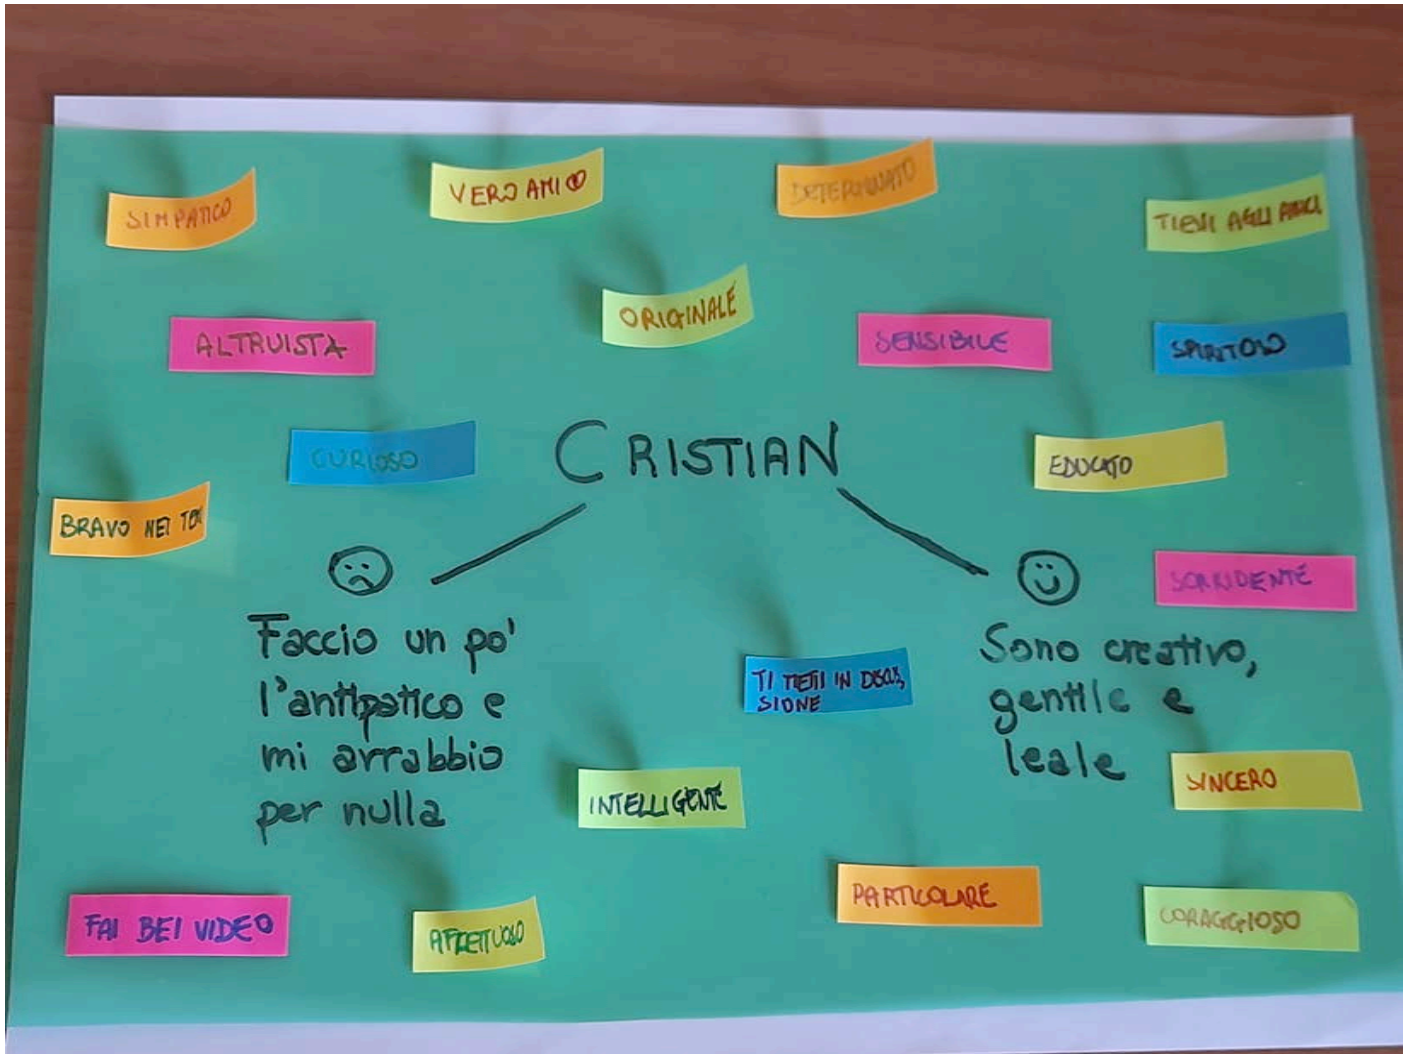 SIMPATICO
VERO AMICO
DETERMINATO
TIENI AGLI AMICI
ORIGINALE
ALTRUISTA
SENSIBILE
SPIRITOSO
CURIOSO
CRISTIAN
EDUCATO
BRAVO NEI
SORRIDENTE
Faccio un po'
l'antipatico e
mi arrabbio
per nulla
TI METTI IN DISCUS
SIONE
Sono creativo,
gentile e
leale
INTELLIGENTE
SINCERO
PARTICOLARE
FAI BEI VIDEO
AFFETTUOSO
CORAGGIOSO